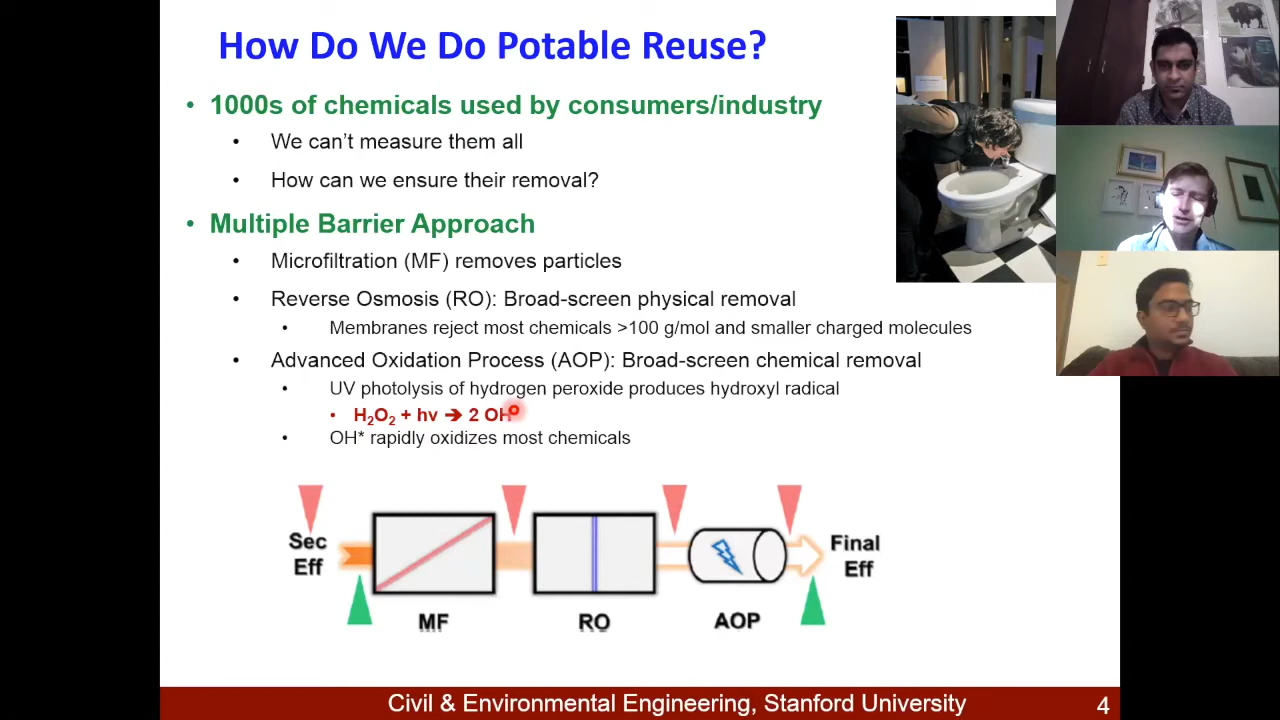 How Do We Do Potable Reuse?
• 1000s of chemicals used by consumers/industry
• We can't measure them all
• How can we ensure their removal?
• Multiple Barrier Approach
• Microfiltration (MF) removes particles
• Reverse Osmosis (RO): Broad-screen physical removal
• Membranes reject most chemicals >100 g/mol and smaller charged molecules
• Advanced Oxidation Process (AOP): Broad-screen chemical removal
• UV photolysis of hydrogen peroxide produces hydroxyl radical
• H₂O₂ + hv ➔ 2 OH
• OH* rapidly oxidizes most chemicals
Sec
Eff
MF
RO
AOP
Final
Eff
Civil & Environmental Engineering, Stanford University
4